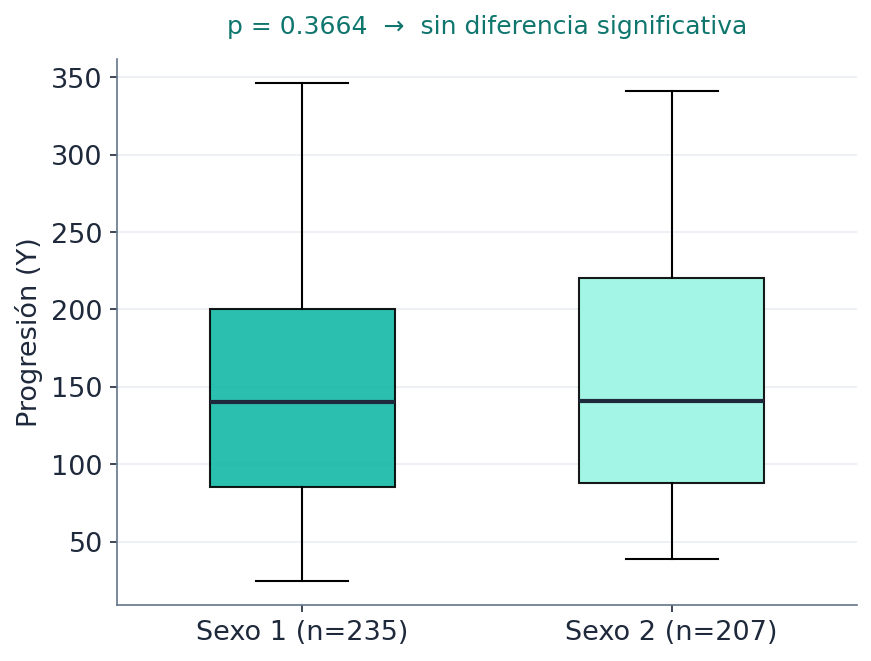 p = 0.3664 → sin diferencia significativa
Progresión (Y)
350
300
250
200
150
100
50
Sexo 1 (n=235)
Sexo 2 (n=207)